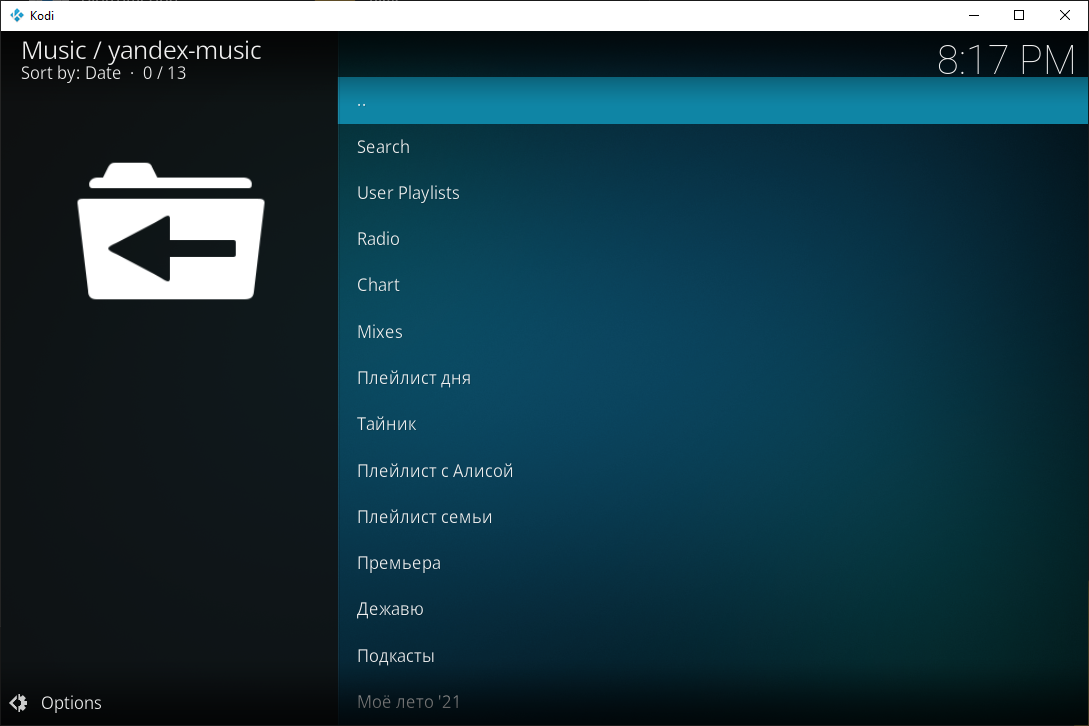 Kodi
Music / yandex-music
Sort by: Date · 0 / 13
8:17 PM
..
Search
User Playlists
Radio
Chart
Mixes
Плейлист дня
Тайник
Плейлист с Алисой
Плейлист семьи
Премьера
Дежавю
Подкасты
Моё лето '21
Options